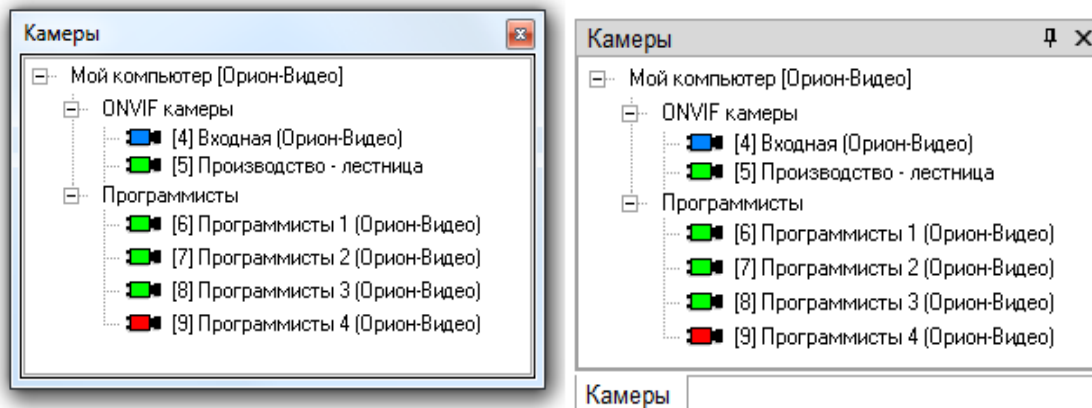 Камеры
Мой компьютер [Орион-Видео]
ONVIF камеры
[4] Входная (Орион-Видео)
[5] Производство - лестница
Программисты
[6] Программисты 1 (Орион-Видео)
[7] Программисты 2 (Орион-Видео)
[8] Программисты 3 (Орион-Видео)
[9] Программисты 4 (Орион-Видео)
Камеры
Мой компьютер [Орион-Видео]
ONVIF камеры
[4] Входная (Орион-Видео)
[5] Производство - лестница
Программисты
[6] Программисты 1 (Орион-Видео)
[7] Программисты 2 (Орион-Видео)
[8] Программисты 3 (Орион-Видео)
[9] Программисты 4 (Орион-Видео)
Камеры